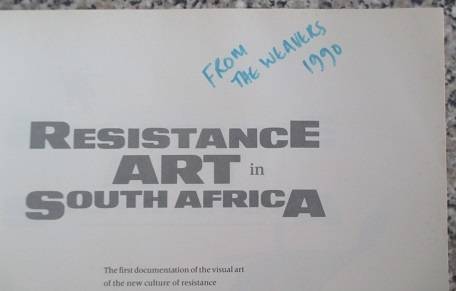 FROM
THE WEAVERS
1990
RESISTANCE
ART in
SOUTH AFRICA
The first documentation of the visual art
of the new culture of resistance